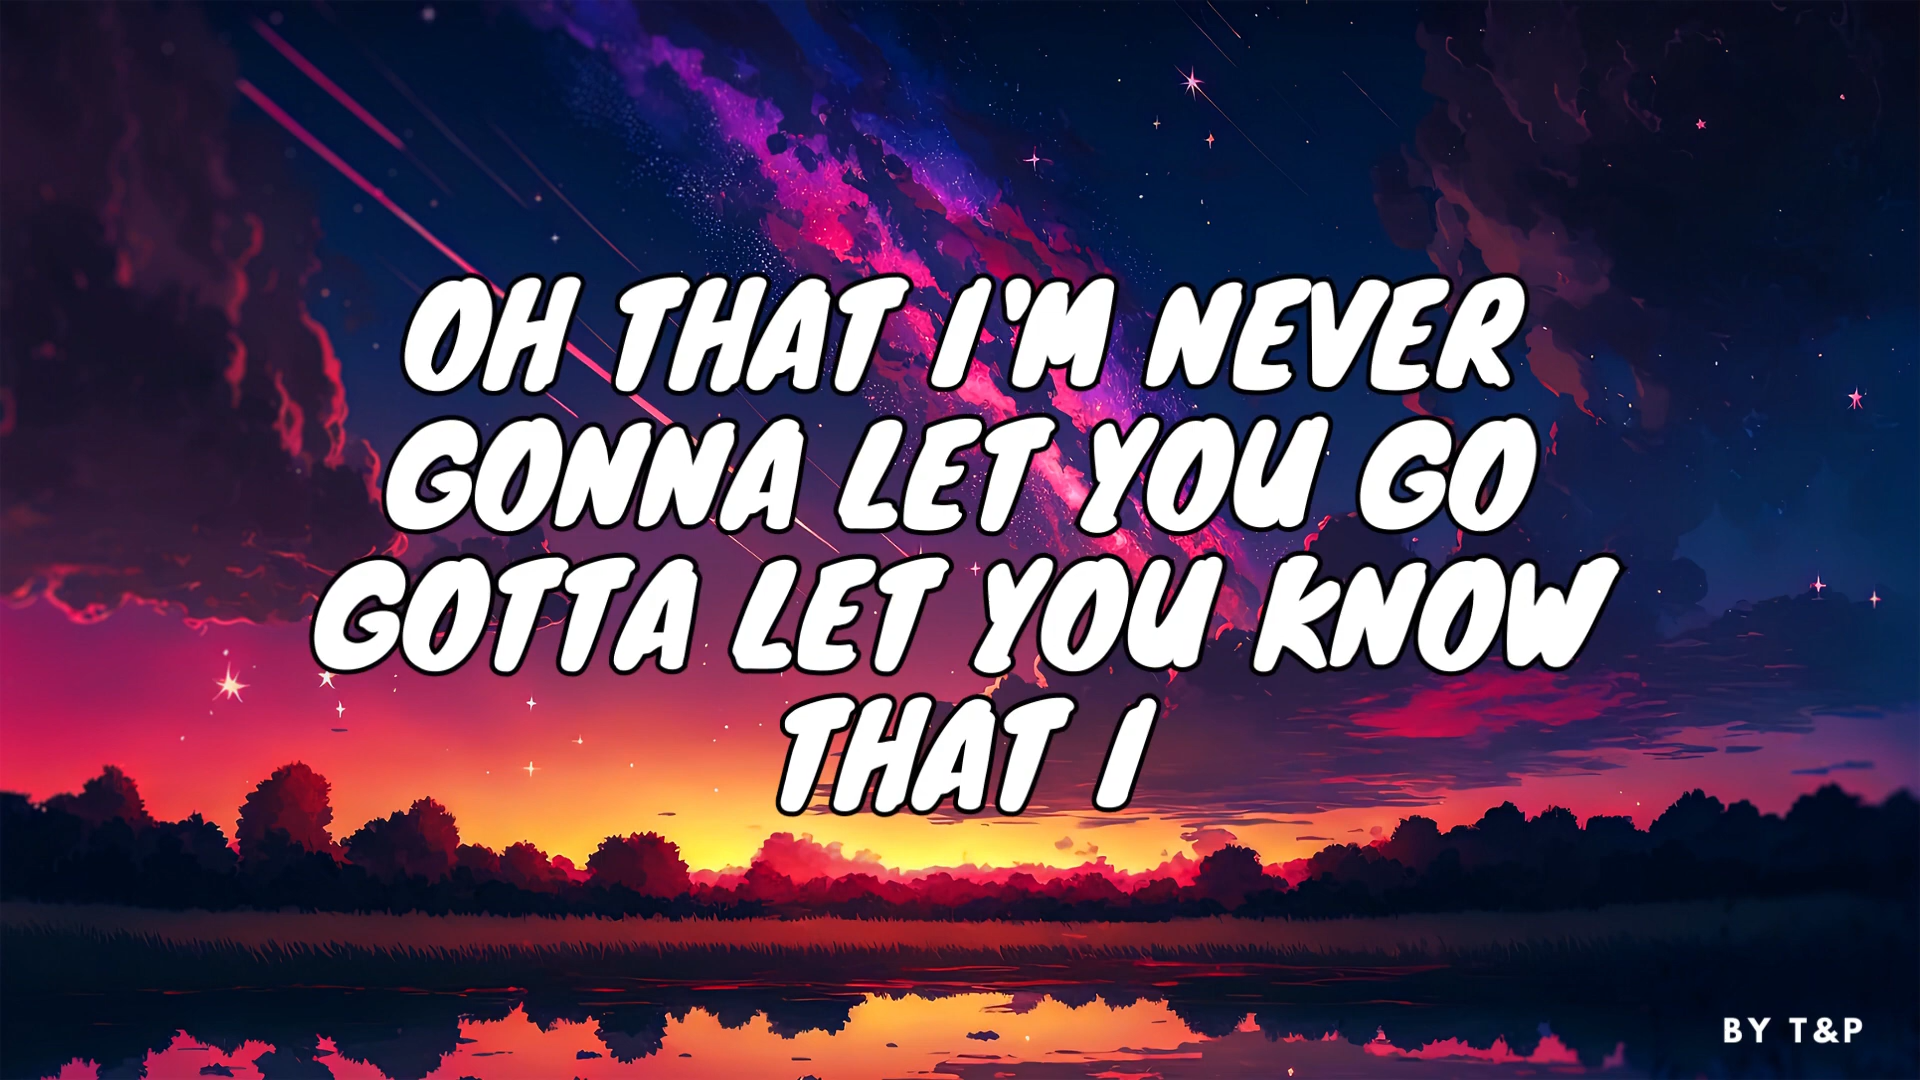 OH THAT I'M NEVER
GONNA LET YOU GO
GOTTA LET YOU KNOW
THAT I
BY T&P